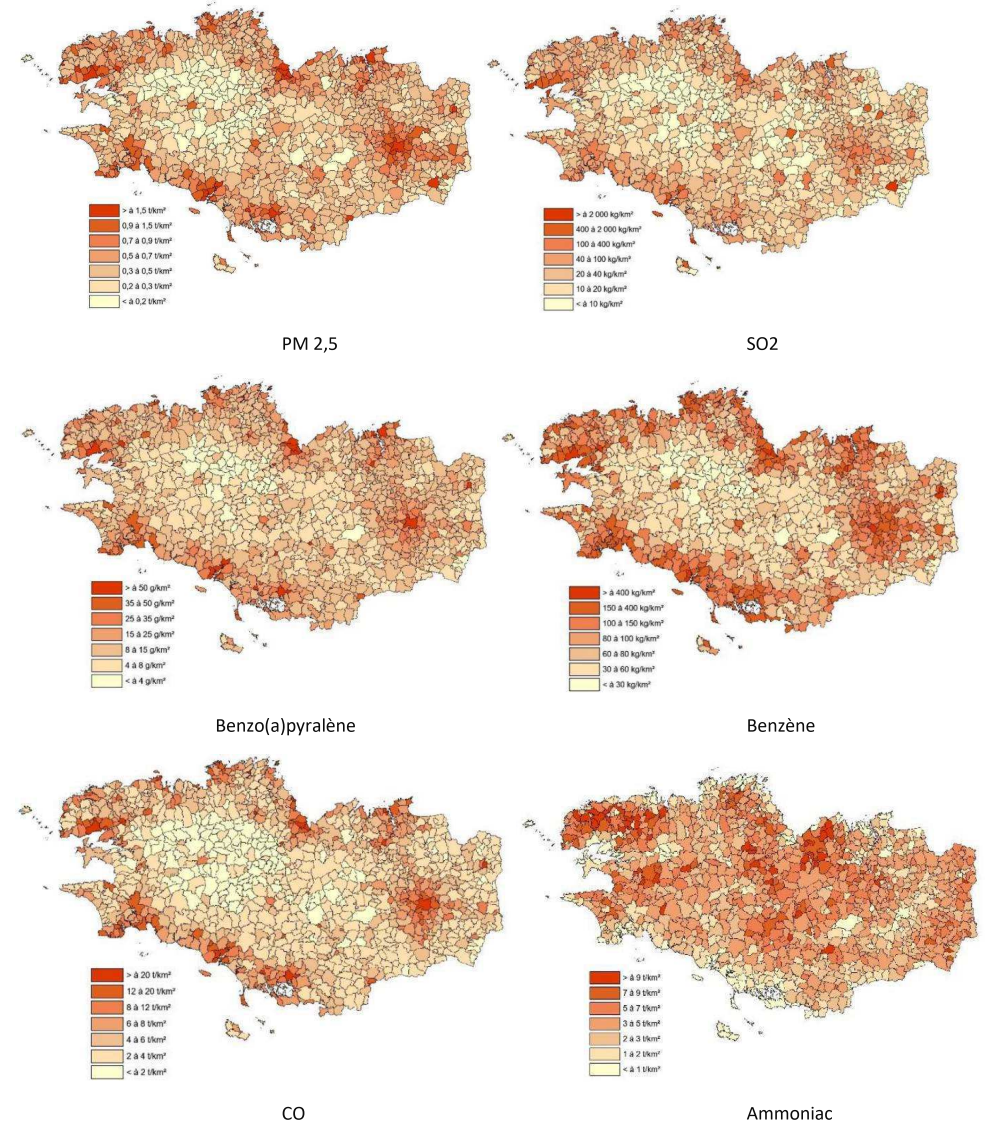 > à 1,5 t/km²
0,9 à 1,5 t/km²
0,7 à 0,9 t/km²
0,5 à 0,7 t/km²
0,3 à 0,5 t/km²
0,2 à 0,3 t/km²
< à 0,2 t/km²
PM 2,5
> à 2 000 kg/km²
400 à 2 000 kg/km²
100 à 400 kg/km²
40 à 100 kg/km²
20 à 40 kg/km²
10 à 20 kg/km²
< à 10 kg/km²
SO2
> à 50 g/km²
35 à 50 g/km²
25 à 35 g/km²
15 à 25 g/km²
8 à 15 g/km²
4 à 8 g/km²
< à 4 g/km²
Benzo(a)pyralène
> à 400 kg/km²
150 à 400 kg/km²
100 à 150 kg/km²
80 à 100 kg/km²
60 à 80 kg/km²
30 à 60 kg/km²
< à 30 kg/km²
Benzène
> à 20 t/km²
12 à 20 t/km²
8 à 12 t/km²
6 à 8 t/km²
4 à 6 t/km²
2 à 4 t/km²
< à 2 t/km²
CO
> à 9 t/km²
7 à 9 t/km²
5 à 7 t/km²
3 à 5 t/km²
2 à 3 t/km²
1 à 2 t/km²
< à 1 t/km²
Ammoniac